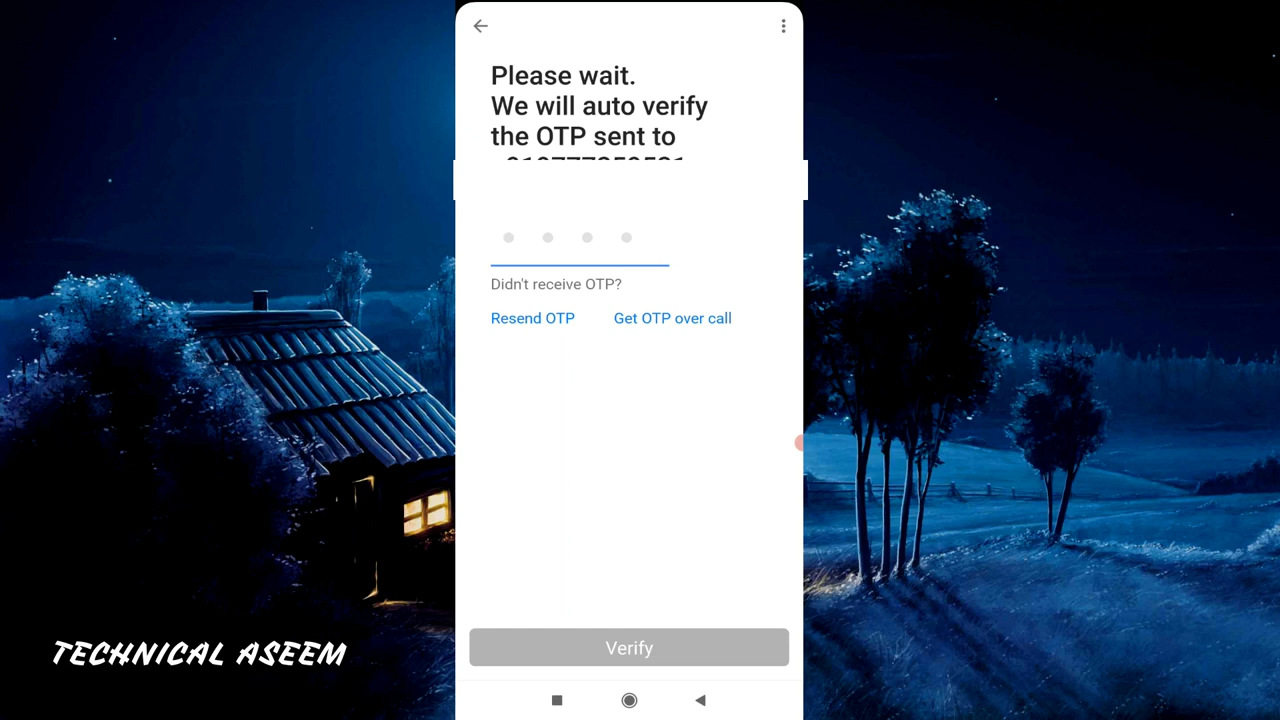 Please wait.
We will auto verify
the OTP sent to
Didn't receive OTP?
Resend OTP
Get OTP over call
Verify
TECHNICAL ASEEM